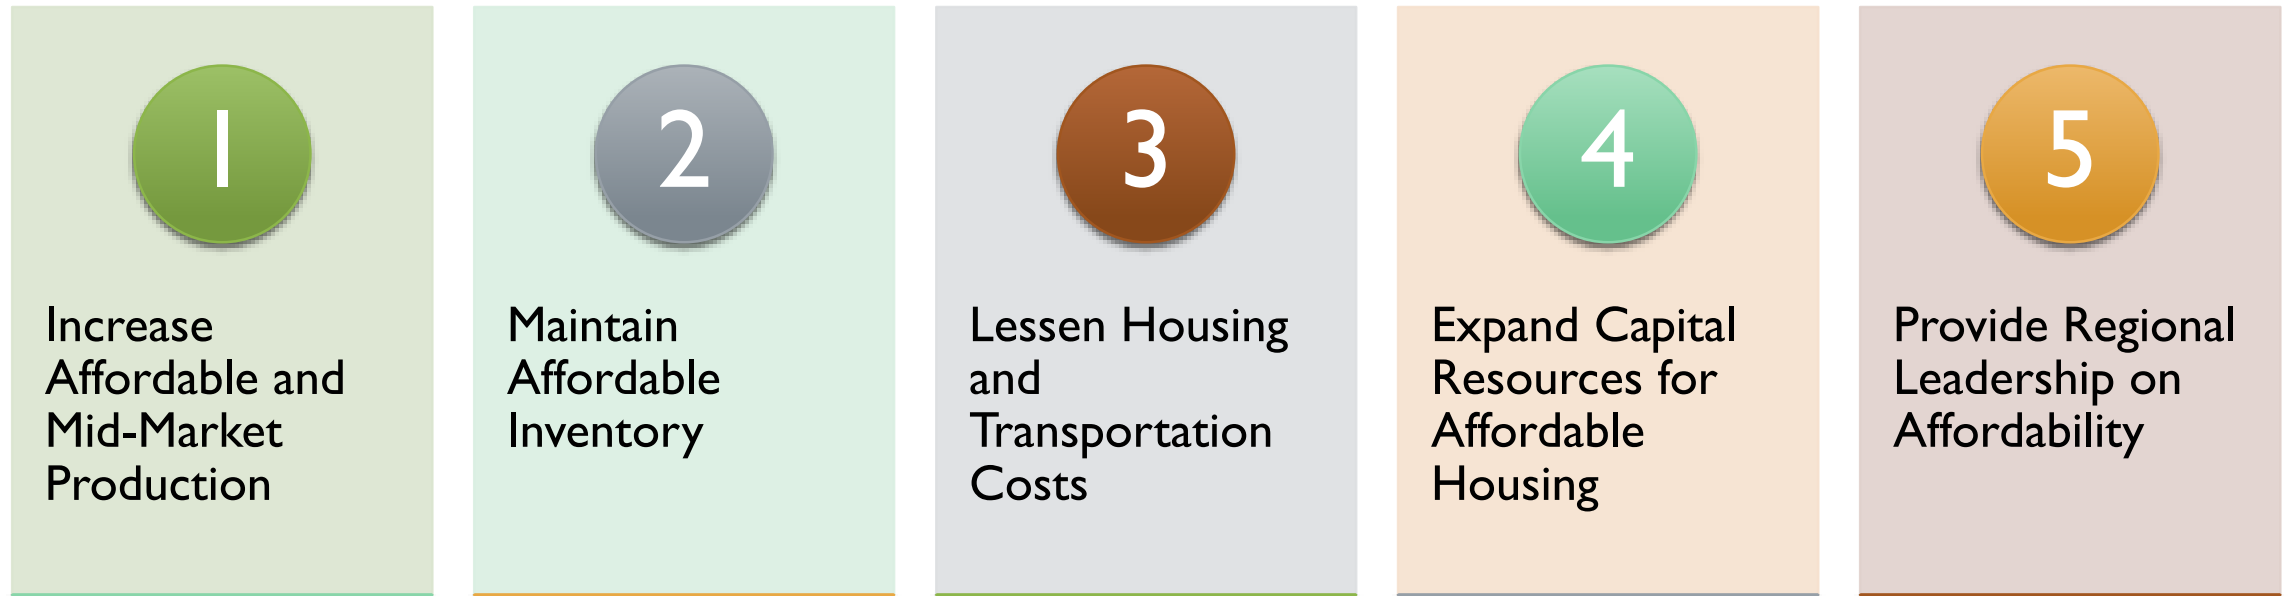 1
Increase
Affordable and
Mid-Market
Production
2
Maintain
Affordable
Inventory
3
Lessen Housing
and
Transportation
Costs
4
Expand Capital
Resources for
Affordable
Housing
5
Provide Regional
Leadership on
Affordability